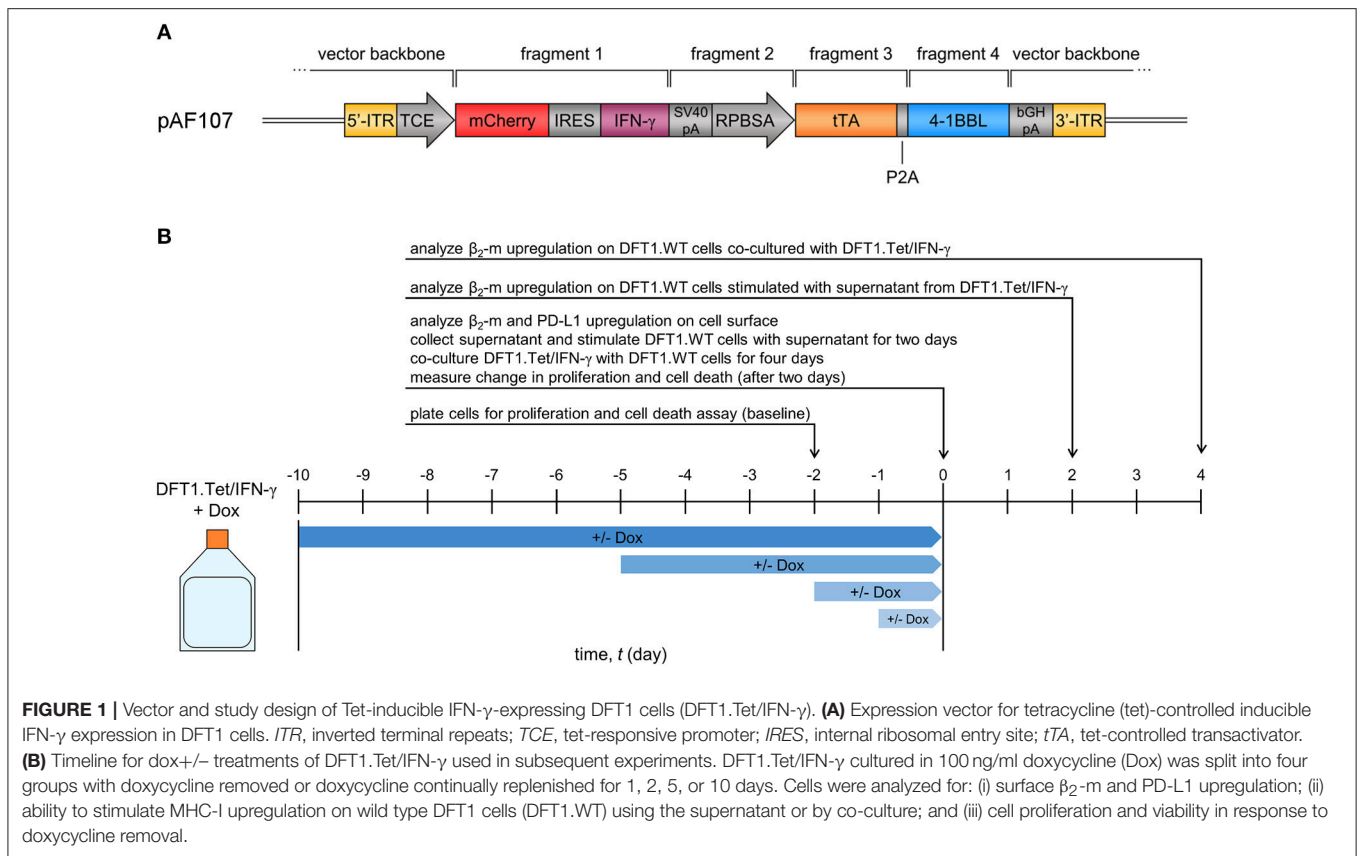 A
vector backbone fragment 1 fragment 2 fragment 3 fragment 4 vector backbone
... ...
pAF107 5'-ITR TCE mCherry IRES IFN-γ SV40 pA RPBSA tTA 4-1BBL bGH pA 3'-ITR
P2A
B
analyze β₂-m upregulation on DFT1.WT cells co-cultured with DFT1.Tet/IFN-γ
analyze β₂-m upregulation on DFT1.WT cells stimulated with supernatant from DFT1.Tet/IFN-γ
analyze β₂-m and PD-L1 upregulation on cell surface
collect supernatant and stimulate DFT1.WT cells with supernatant for two days
co-culture DFT1.Tet/IFN-γ with DFT1.WT cells for four days
measure change in proliferation and cell death (after two days)
plate cells for proliferation and cell death assay (baseline)
-10 -9 -8 -7 -6 -5 -4 -3 -2 -1 0 1 2 3 4
DFT1.Tet/IFN-γ
+ Dox
+/- Dox
+/- Dox
+/- Dox
+/- Dox
time, t (day)
FIGURE 1 | Vector and study design of Tet-inducible IFN-γ-expressing DFT1 cells (DFT1.Tet/IFN-γ). (A) Expression vector for tetracycline (tet)-controlled inducible
IFN-γ expression in DFT1 cells. ITR, inverted terminal repeats; TCE, tet-responsive promoter; IRES, internal ribosomal entry site; tTA, tet-controlled transactivator.
(B) Timeline for dox+/− treatments of DFT1.Tet/IFN-γ used in subsequent experiments. DFT1.Tet/IFN-γ cultured in 100 ng/ml doxycycline (Dox) was split into four
groups with doxycycline removed or doxycycline continually replenished for 1, 2, 5, or 10 days. Cells were analyzed for: (i) surface β₂-m and PD-L1 upregulation; (ii)
ability to stimulate MHC-I upregulation on wild type DFT1 cells (DFT1.WT) using the supernatant or by co-culture; and (iii) cell proliferation and viability in response to
doxycycline removal.